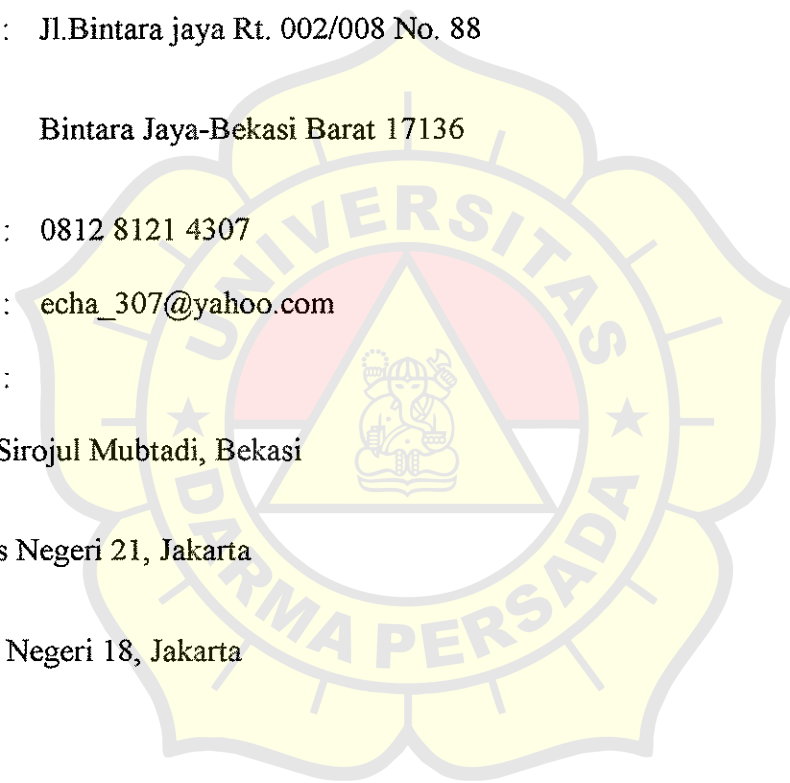 : Jl.Bintara jaya Rt. 002/008 No. 88
Bintara Jaya-Bekasi Barat 17136
: 0812 8121 4307
: echa_307@yahoo.com
:
Sirojul Mubtadi, Bekasi
s Negeri 21, Jakarta
Negeri 18, Jakarta
UNIVERSITAS
DARMA PERSADA